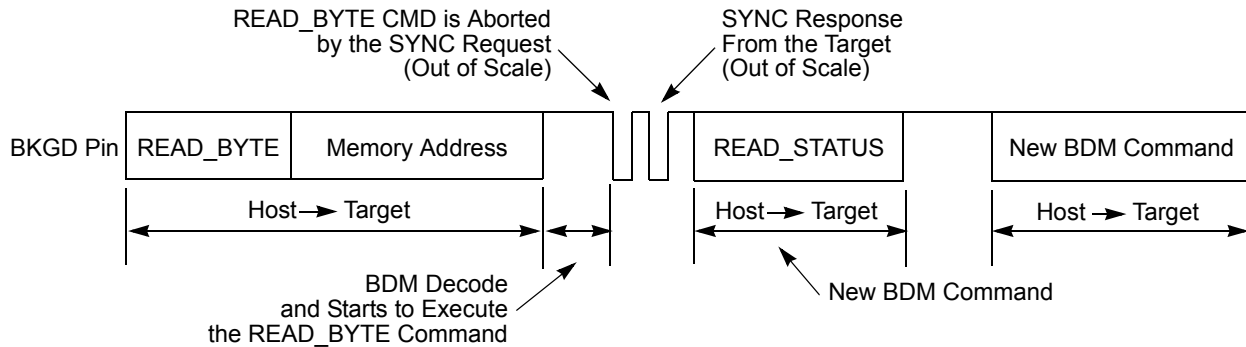 READ_BYTE CMD is Aborted
by the SYNC Request
(Out of Scale)
SYNC Response
From the Target
(Out of Scale)
BKGD Pin
READ_BYTE
Memory Address
READ_STATUS
New BDM Command
Host Target
Host Target
Host Target
BDM Decode
and Starts to Execute
the READ_BYTE Command
New BDM Command